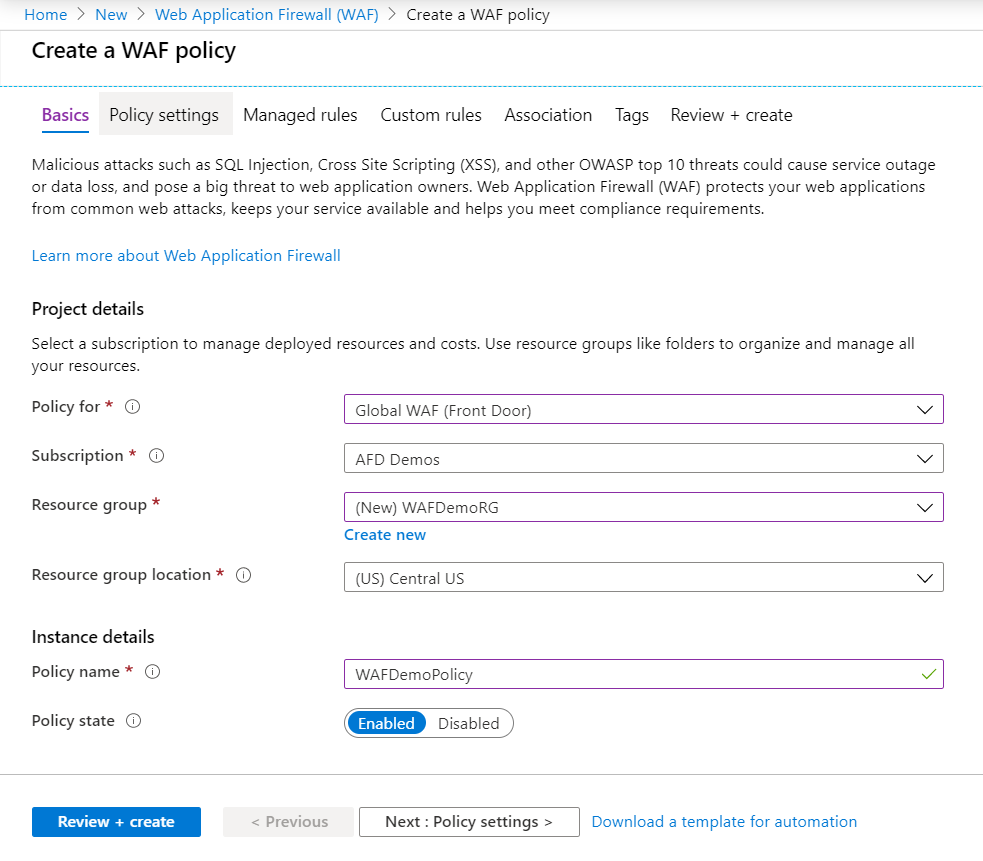 Home > New > Web Application Firewall (WAF) > Create a WAF policy
Create a WAF policy
Basics Policy settings Managed rules Custom rules Association Tags Review + create
Malicious attacks such as SQL Injection, Cross Site Scripting (XSS), and other OWASP top 10 threats could cause service outage
or data loss, and pose a big threat to web application owners. Web Application Firewall (WAF) protects your web applications
from common web attacks, keeps your service available and helps you meet compliance requirements.
Learn more about Web Application Firewall
Project details
Select a subscription to manage deployed resources and costs. Use resource groups like folders to organize and manage all
your resources.
Policy for * Global WAF (Front Door)
Subscription * AFD Demos
Resource group * (New) WAFDemoRG
Create new
Resource group location * (US) Central US
Instance details
Policy name * WAFDemoPolicy
Policy state Enabled Disabled
Review + create < Previous Next : Policy settings > Download a template for automation